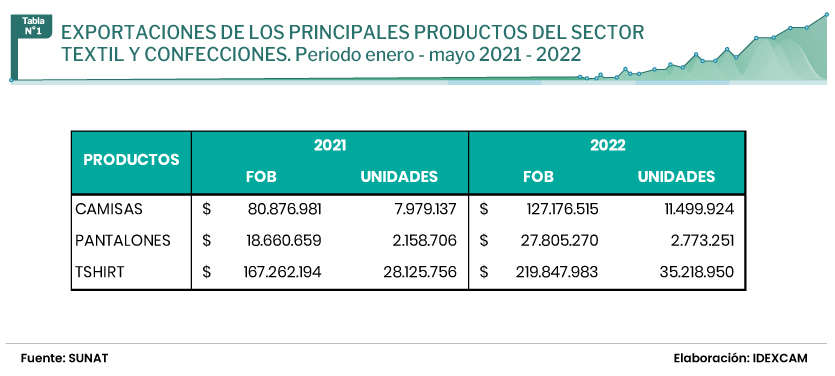 Tabla
N°1
EXPORTACIONES DE LOS PRINCIPALES PRODUCTOS DEL SECTOR
TEXTIL Y CONFECCIONES. Periodo enero - mayo 2021 - 2022
PRODUCTOS 2021 2022
FOB UNIDADES FOB UNIDADES
CAMISAS $ 80.876.981 7.979.137 $ 127.176.515 11.499.924
PANTALONES $ 18.660.659 2.158.706 $ 27.805.270 2.773.251
TSHIRT $ 167.262.194 28.125.756 $ 219.847.983 35.218.950
Fuente: SUNAT Elaboración: IDEXCAM